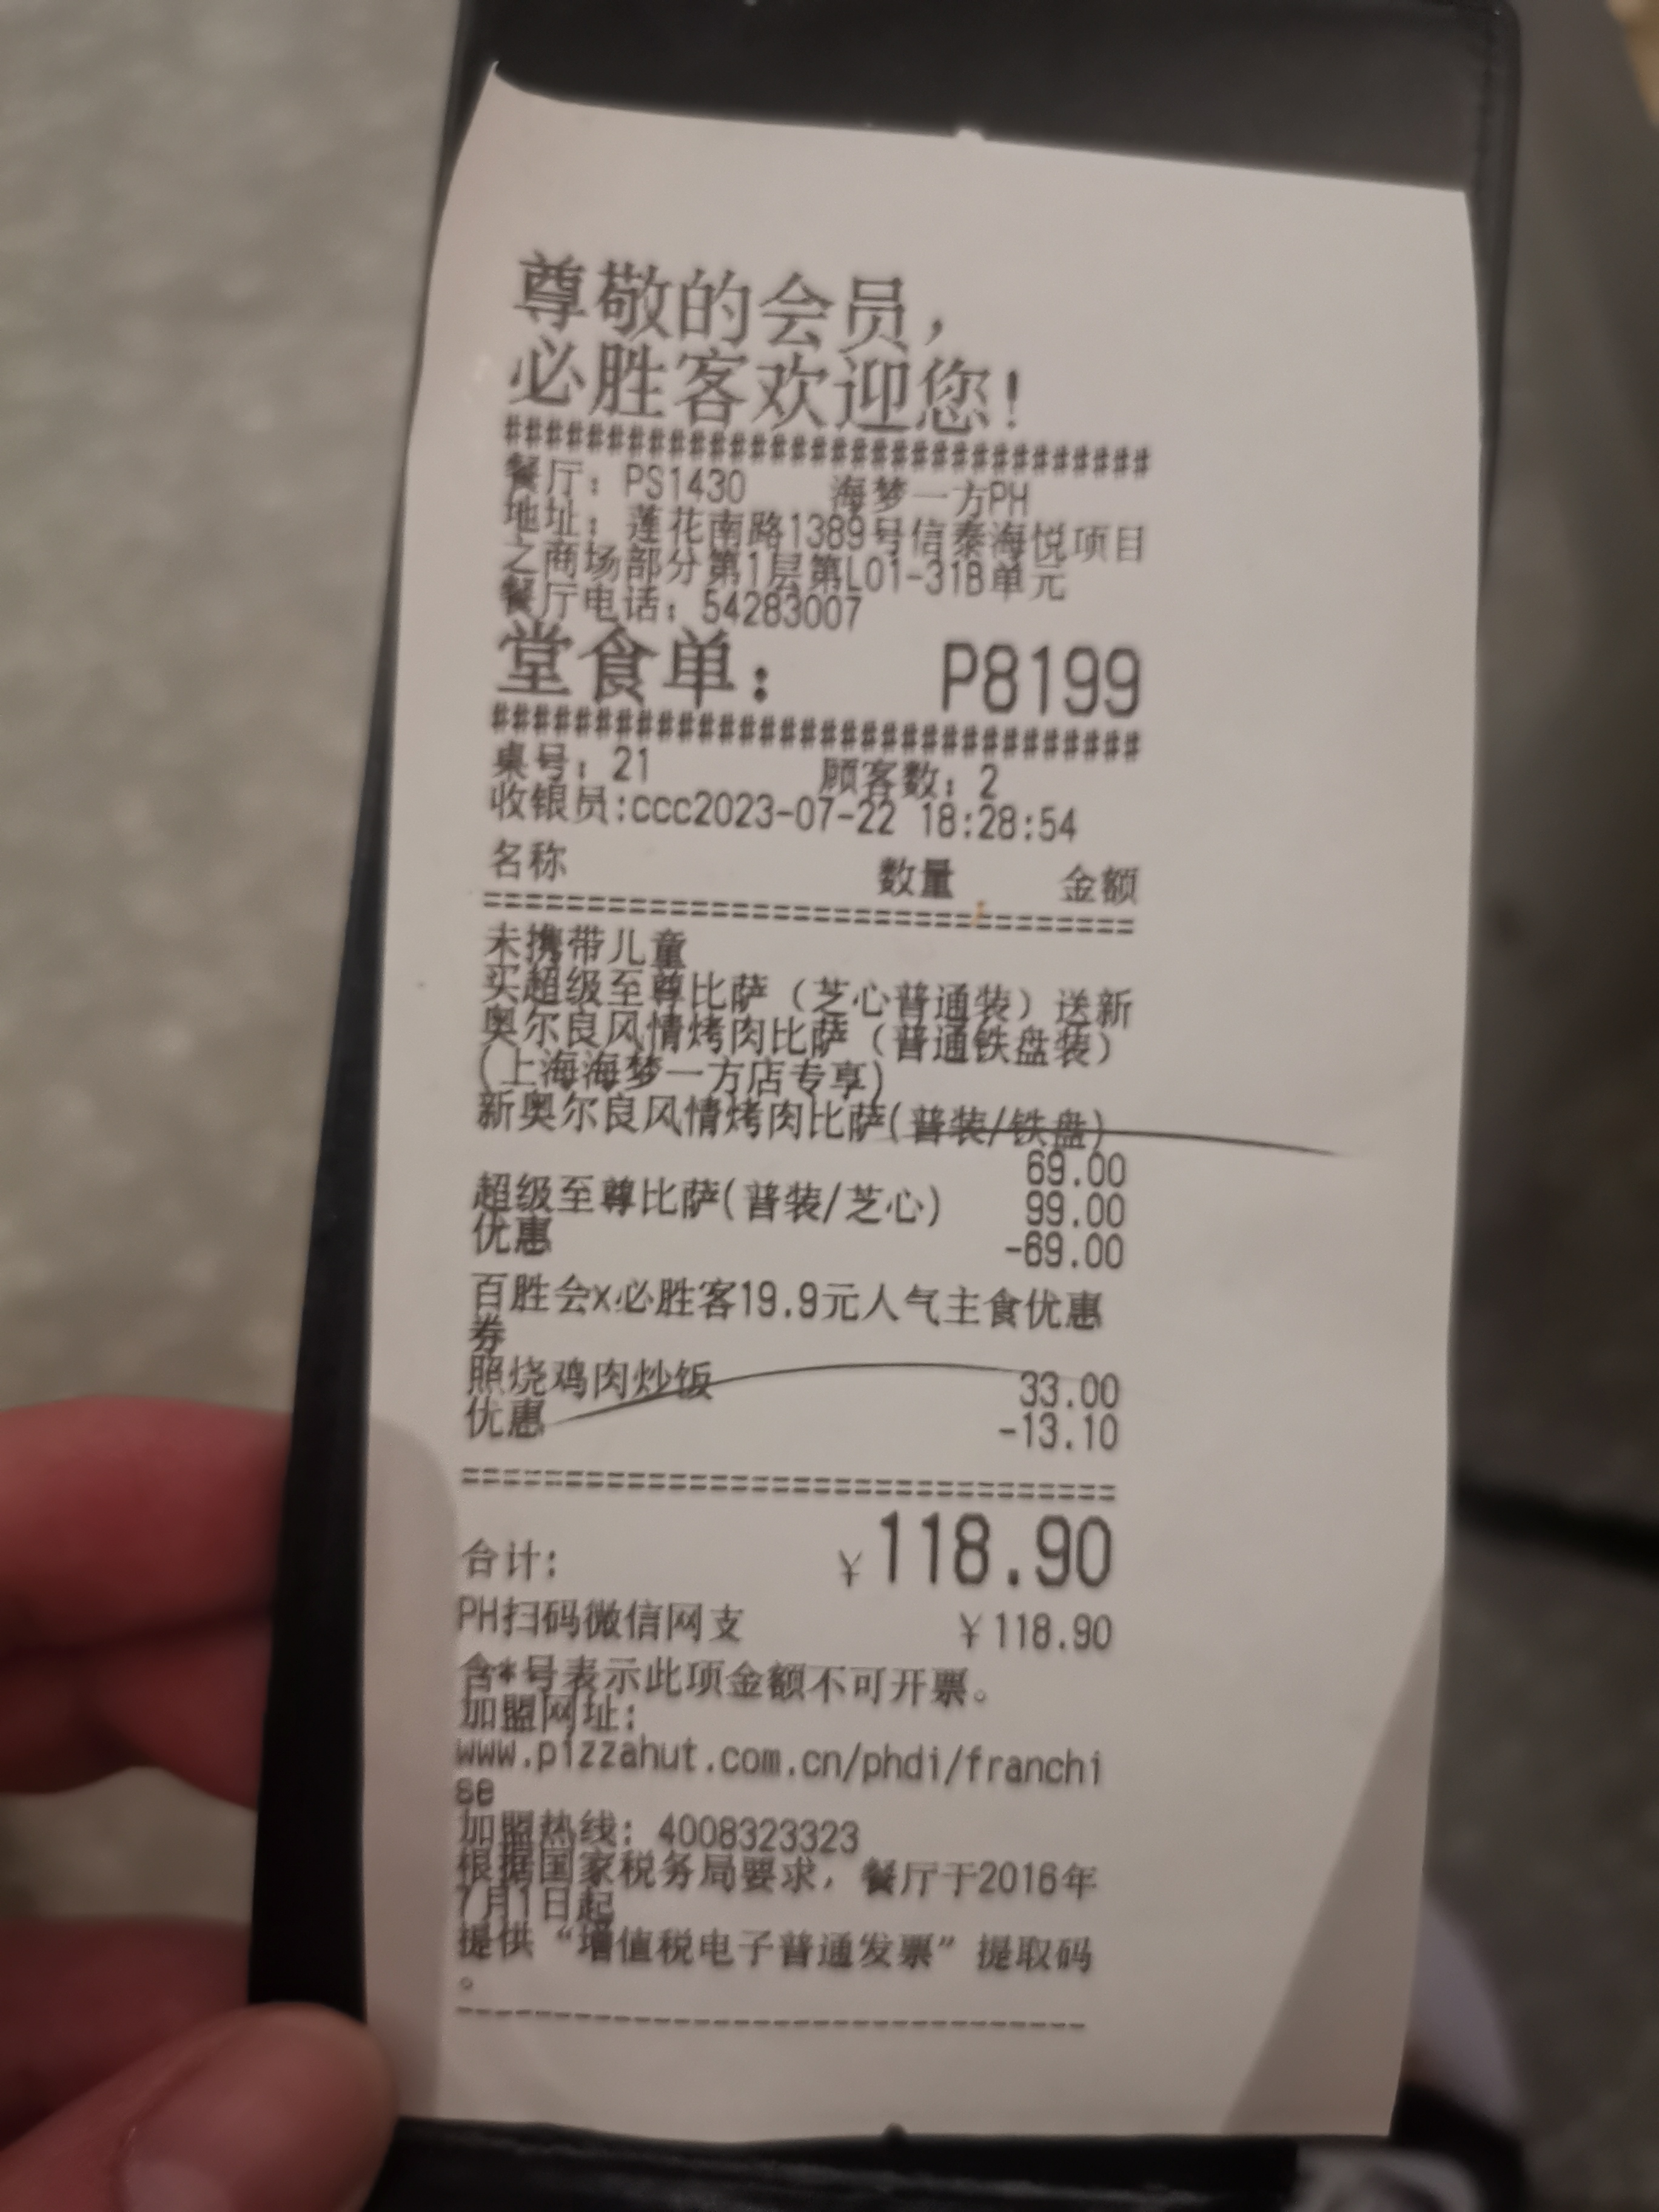 尊敬的会员，
必胜客欢迎您！
################################
餐厅：PS1430 海梦一方PH
地址：莲花南路1389号信泰海悦项目
之商场部分第1层第L01-31B单元
餐厅电话：54283007
堂食单： P8199
################################
桌号：21 顾客数：2
收银员:ccc2023-07-22 18:28:54
名称 数量 金额
================================
未携带儿童
买超级至尊比萨（芝心普通装）送新
奥尔良风情烤肉比萨（普通铁盘装）
(上海海梦一方店专享)
新奥尔良风情烤肉比萨(普装/铁盘)
69.00
超级至尊比萨(普装/芝心) 99.00
优惠 -69.00
百胜会x必胜客19.9元人气主食优惠
券
照烧鸡肉炒饭 33.00
优惠 -13.10
================================
合计: ￥118.90
PH扫码微信网支 ￥118.90
含*号表示此项金额不可开票。
加盟网址:
www.pizzahut.com.cn/phdi/franchi
se
加盟热线: 4008323323
根据国家税务局要求，餐厅于2016年
7月1日起
提供“增值税电子普通发票”提取码
。
--------------------------------